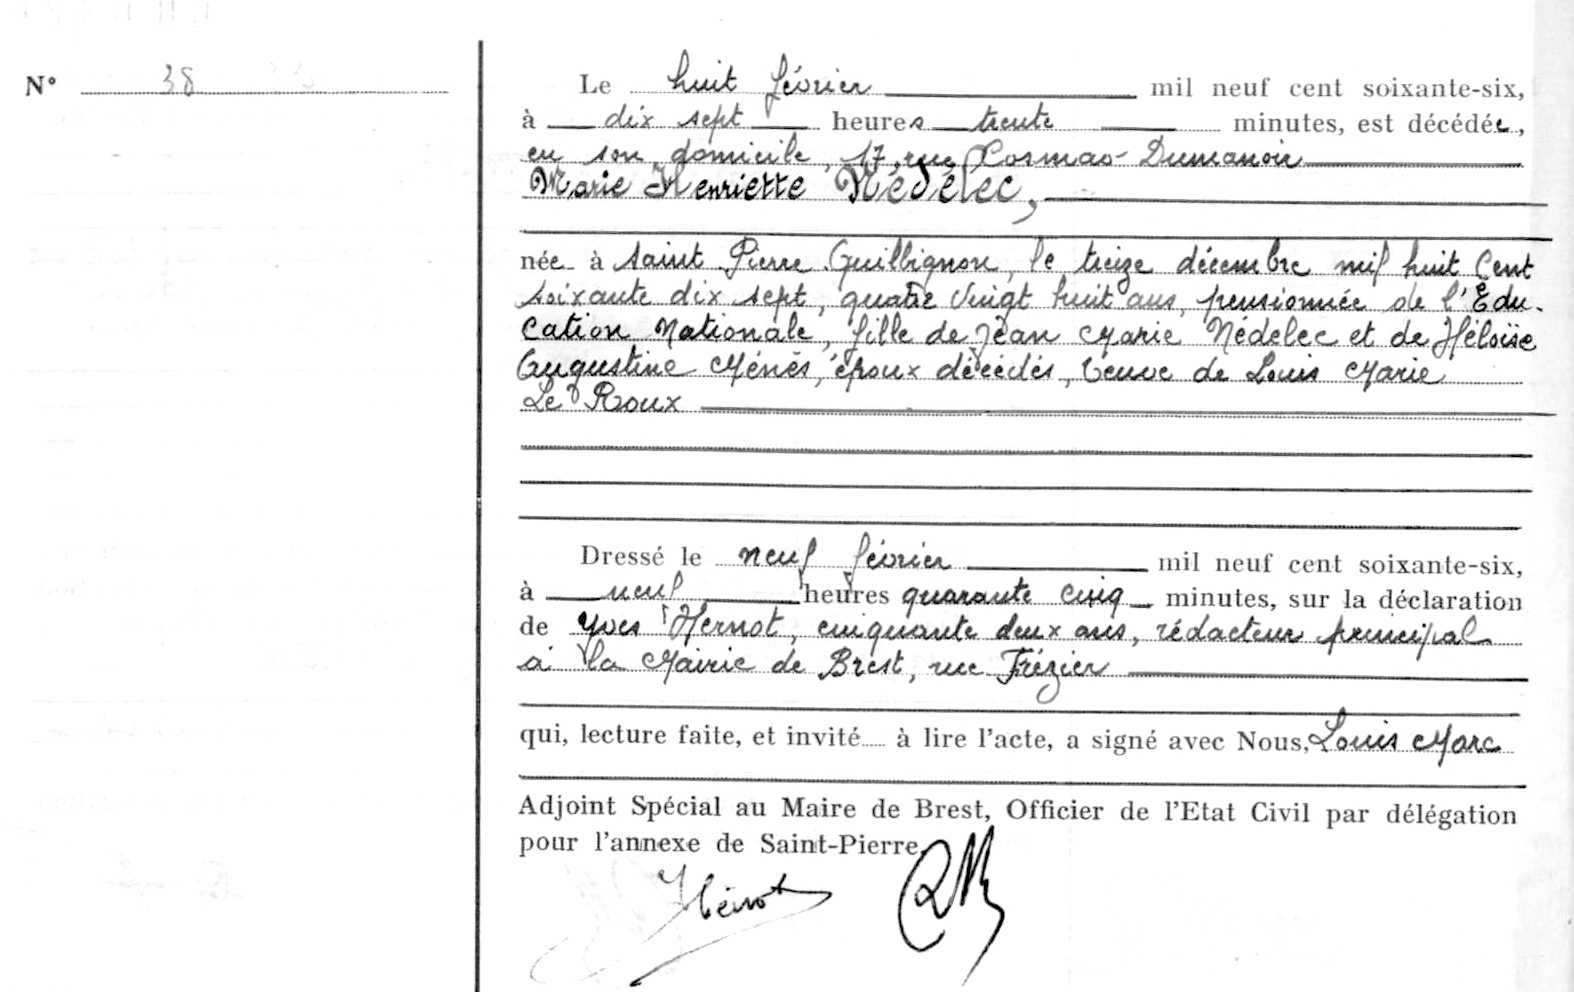 N° 38
Le huit février mil neuf cent soixante-six,
à dix sept heures trente minutes, est décédée,
en son domicile, 17, rue Cosmao-Dumanoir
Marie Henriette Nédélec,
née à Saint Pierre Quilbignon, le treize décembre mil huit Cent
soixante dix sept, quatre vingt huit ans, pensionnée de l'Edu-
cation Nationale, fille de Jean Marie Nédelec et de Héloïse
Augustine Ménès, époux décédés, Veuve de Louis Marie
Le Roux
Dressé le neuf février mil neuf cent soixante-six,
à neuf heures quarante cinq minutes, sur la déclaration
de Yves Hernot, cinquante deux ans, rédacteur principal
à la Mairie de Brest, rue Frézier
qui, lecture faite, et invité à lire l'acte, a signé avec Nous, Louis Marc
Adjoint Spécial au Maire de Brest, Officier de l'Etat Civil par délégation
pour l'annexe de Saint-Pierre.